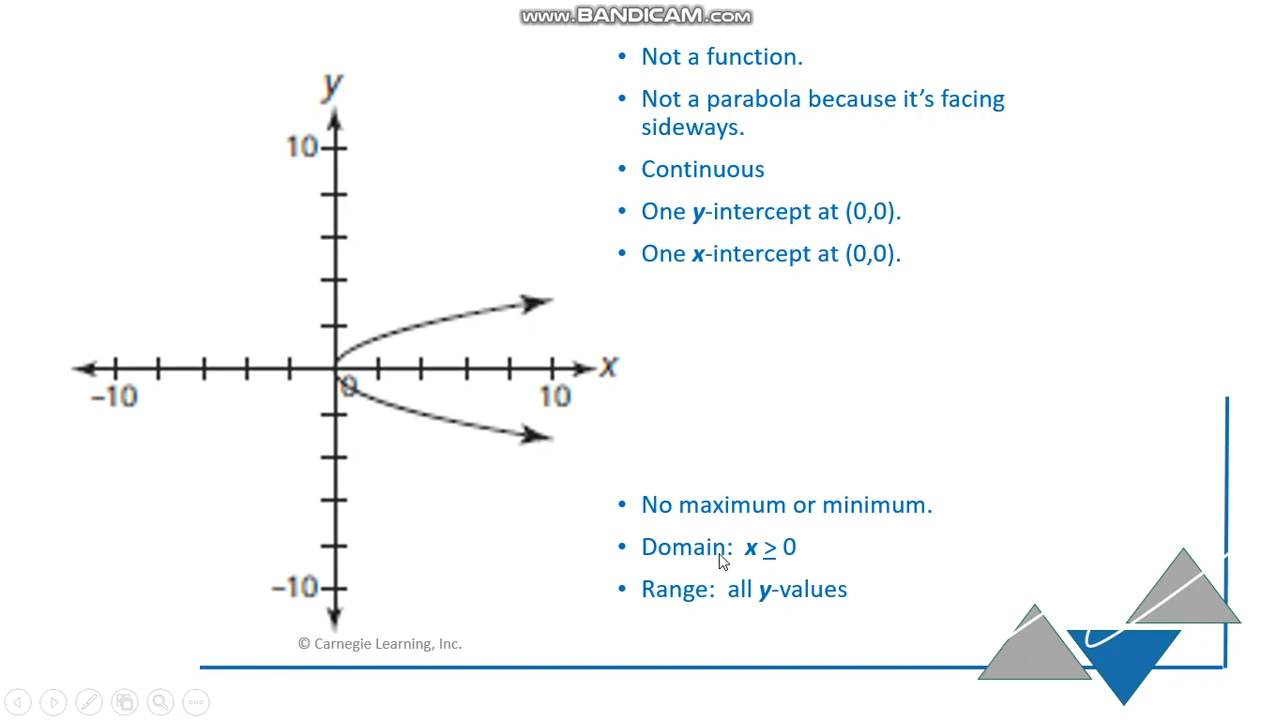 www.BANDICAM.com
• Not a function.
• Not a parabola because it’s facing
sideways.
• Continuous
• One y-intercept at (0,0).
• One x-intercept at (0,0).
y
10
x
0
–10
10
–10
• No maximum or minimum.
• Domain: x ≥ 0
• Range: all y-values
© Carnegie Learning, Inc.